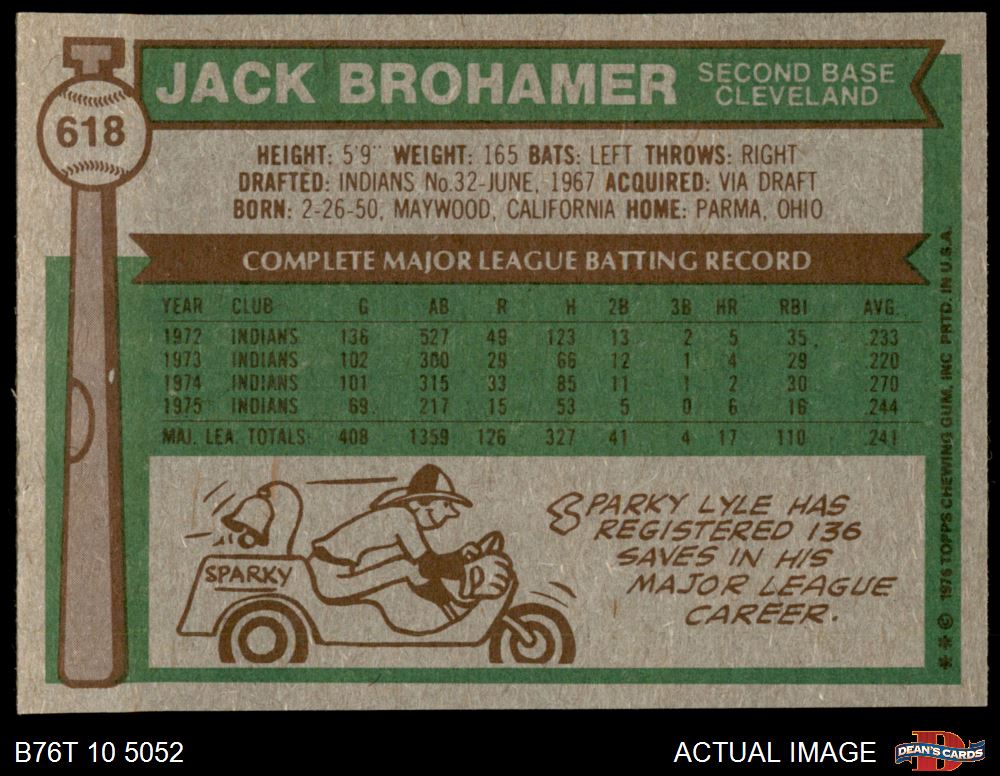 618
JACK BROHAMER
SECOND BASE
CLEVELAND
HEIGHT: 5'9" WEIGHT: 165 BATS: LEFT THROWS: RIGHT
DRAFTED: INDIANS No.32-JUNE, 1967 ACQUIRED: VIA DRAFT
BORN: 2-26-50, MAYWOOD, CALIFORNIA HOME: PARMA, OHIO
COMPLETE MAJOR LEAGUE BATTING RECORD
YEAR CLUB G AB R H 2B 3B HR RBI AVG.
1972 INDIANS 136 527 49 123 13 2 5 35 .233
1973 INDIANS 102 300 29 66 12 1 4 29 .220
1974 INDIANS 101 315 33 85 11 1 2 30 .270
1975 INDIANS 69 217 15 53 5 0 6 16 .244
MAJ. LEA. TOTALS 408 1359 126 327 41 4 17 110 .241
SPARKY
SPARKY LYLE HAS
REGISTERED 136
SAVES IN HIS
MAJOR LEAGUE
CAREER.
* * © 1976 TOPPS CHEWING GUM, INC. PRTD. IN U.S.A.
B76T 10 5052
ACTUAL IMAGE
D
DEAN'S CARDS